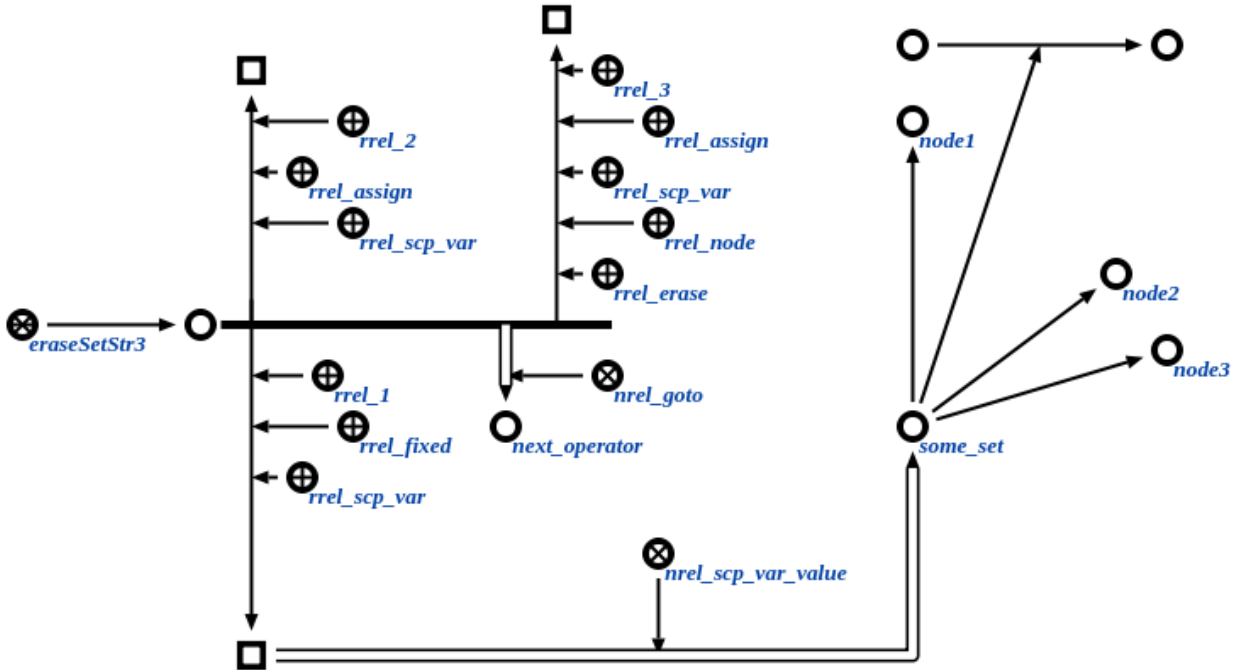 rrel_3
rrel_2
rrel_assign
node1
rrel_assign
rrel_scp_var
rrel_scp_var
rrel_node
rrel_erase
node2
eraseSetStr3
node3
rrel_1
nrel_goto
rrel_fixed
next_operator
some_set
rrel_scp_var
nrel_scp_var_value